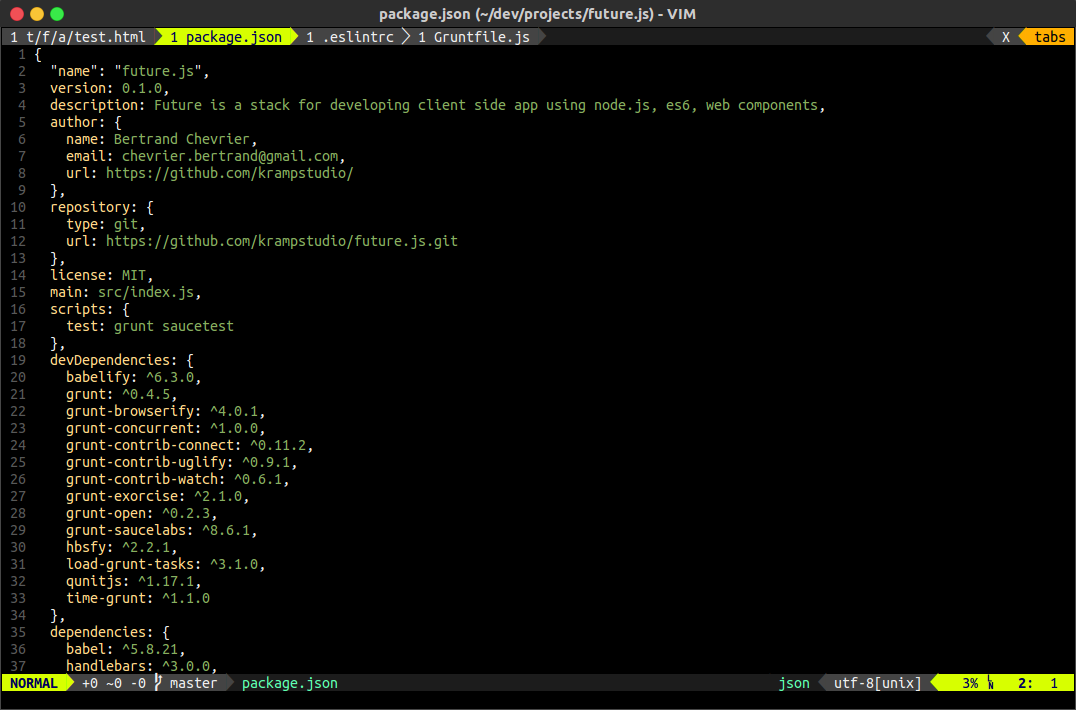 package.json (~/dev/projects/future.js) - VIM
1 t/f/a/test.html 1 package.json 1 .eslintrc 1 Gruntfile.js X tabs
1 {
2   "name": "future.js",
3   version: 0.1.0,
4   description: Future is a stack for developing client side app using node.js, es6, web components,
5   author: {
6     name: Bertrand Chevrier,
7     email: chevrier.bertrand@gmail.com,
8     url: https://github.com/krampstudio/
9   },
10   repository: {
11     type: git,
12     url: https://github.com/krampstudio/future.js.git
13   },
14   license: MIT,
15   main: src/index.js,
16   scripts: {
17     test: grunt saucetest
18   },
19   devDependencies: {
20     babelify: ^6.3.0,
21     grunt: ^0.4.5,
22     grunt-browserify: ^4.0.1,
23     grunt-concurrent: ^1.0.0,
24     grunt-contrib-connect: ^0.11.2,
25     grunt-contrib-uglify: ^0.9.1,
26     grunt-contrib-watch: ^0.6.1,
27     grunt-exorcise: ^2.1.0,
28     grunt-open: ^0.2.3,
29     grunt-saucelabs: ^8.6.1,
30     hbsfy: ^2.2.1,
31     load-grunt-tasks: ^3.1.0,
32     qunitjs: ^1.17.1,
33     time-grunt: ^1.1.0
34   },
35   dependencies: {
36     babel: ^5.8.21,
37     handlebars: ^3.0.0,
NORMAL +0 ~0 -0 master package.json json utf-8[unix] 3% LN 2: 1